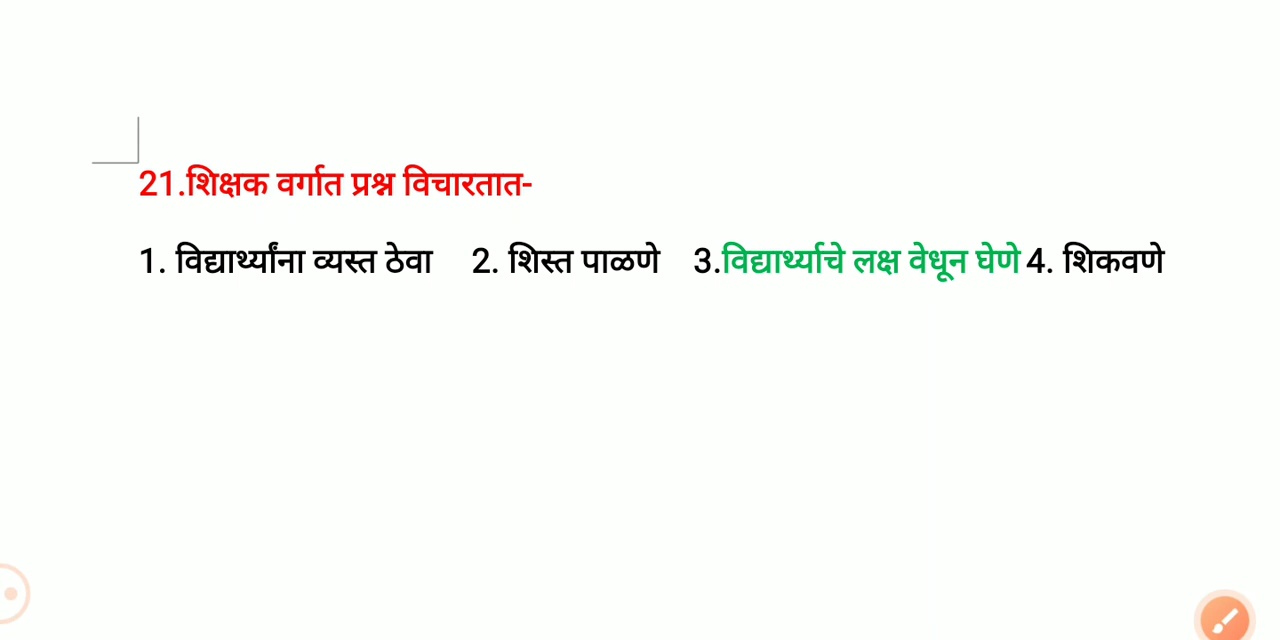 21.शिक्षक वर्गात प्रश्न विचारतात-
1. विद्यार्थ्यांना व्यस्त ठेवा 2. शिस्त पाळणे 3.विद्यार्थ्याचे लक्ष वेधून घेणे 4. शिकवणे